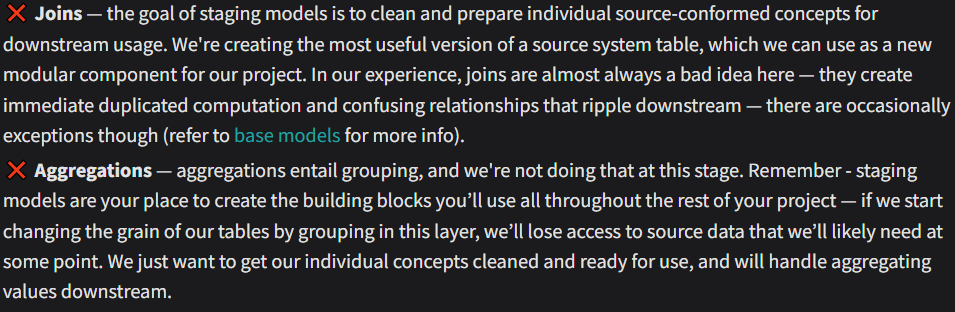 ❌ Joins — the goal of staging models is to clean and prepare individual source-conformed concepts for
downstream usage. We're creating the most useful version of a source system table, which we can use as a new
modular component for our project. In our experience, joins are almost always a bad idea here — they create
immediate duplicated computation and confusing relationships that ripple downstream — there are occasionally
exceptions though (refer to base models for more info).
❌ Aggregations — aggregations entail grouping, and we're not doing that at this stage. Remember - staging
models are your place to create the building blocks you’ll use all throughout the rest of your project — if we start
changing the grain of our tables by grouping in this layer, we’ll lose access to source data that we’ll likely need at
some point. We just want to get our individual concepts cleaned and ready for use, and will handle aggregating
values downstream.